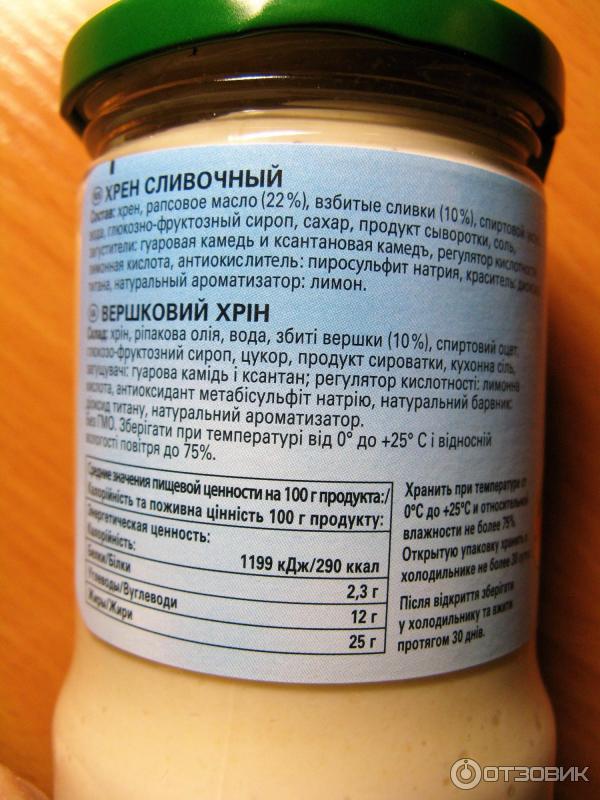 ХРЕН СЛИВОЧНЫЙ
Состав: хрен, рапсовое масло (22%), взбитые сливки (10%), спиртовой
вода, глюкозно-фруктозный сироп, сахар, продукт сыворотки, соль,
загустители: гуаровая камедь и ксантановая камедь, регулятор кислотности:
лимонная кислота, антиокислитель: пиросульфит натрия, краситель:
титана, натуральный ароматизатор: лимон.
ВЕРШКОВИЙ ХРІН
Склад: хрін, ріпакова олія, вода, збиті вершки (10%), спиртовий оцет,
глюкозо-фруктозний сироп, цукор, продукт сироватки, кухонна сіль,
загущувачі: гуарова камідь і ксантан; регулятор кислотності: лимонна
кислота, антиоксидант метабісульфіт натрію, натуральний барвник:
діоксид титану, натуральний ароматизатор.
без ГМО. Зберігати при температурі від 0° до +25° С і відносній
вологості повітря до 75%.
Средние значения пищевой ценности на 100 г продукта:/
Калорійність та поживна цінність 100 г продукту:
Энергетическая ценность:
Калорійність: 1199 кДж/290 ккал
Белки/Білки 2,3 г
Углеводы/Вуглеводи 12 г
Жиры/Жири 25 г
Хранить при температуре от
0°С до +25°С и относительной
влажности не более 75%.
Открытую упаковку хранить в
холодильнике не более 30 суток.
Після відкриття зберігати
у холодильнику та вжити
протягом 30 днів.
ОТЗОВИК